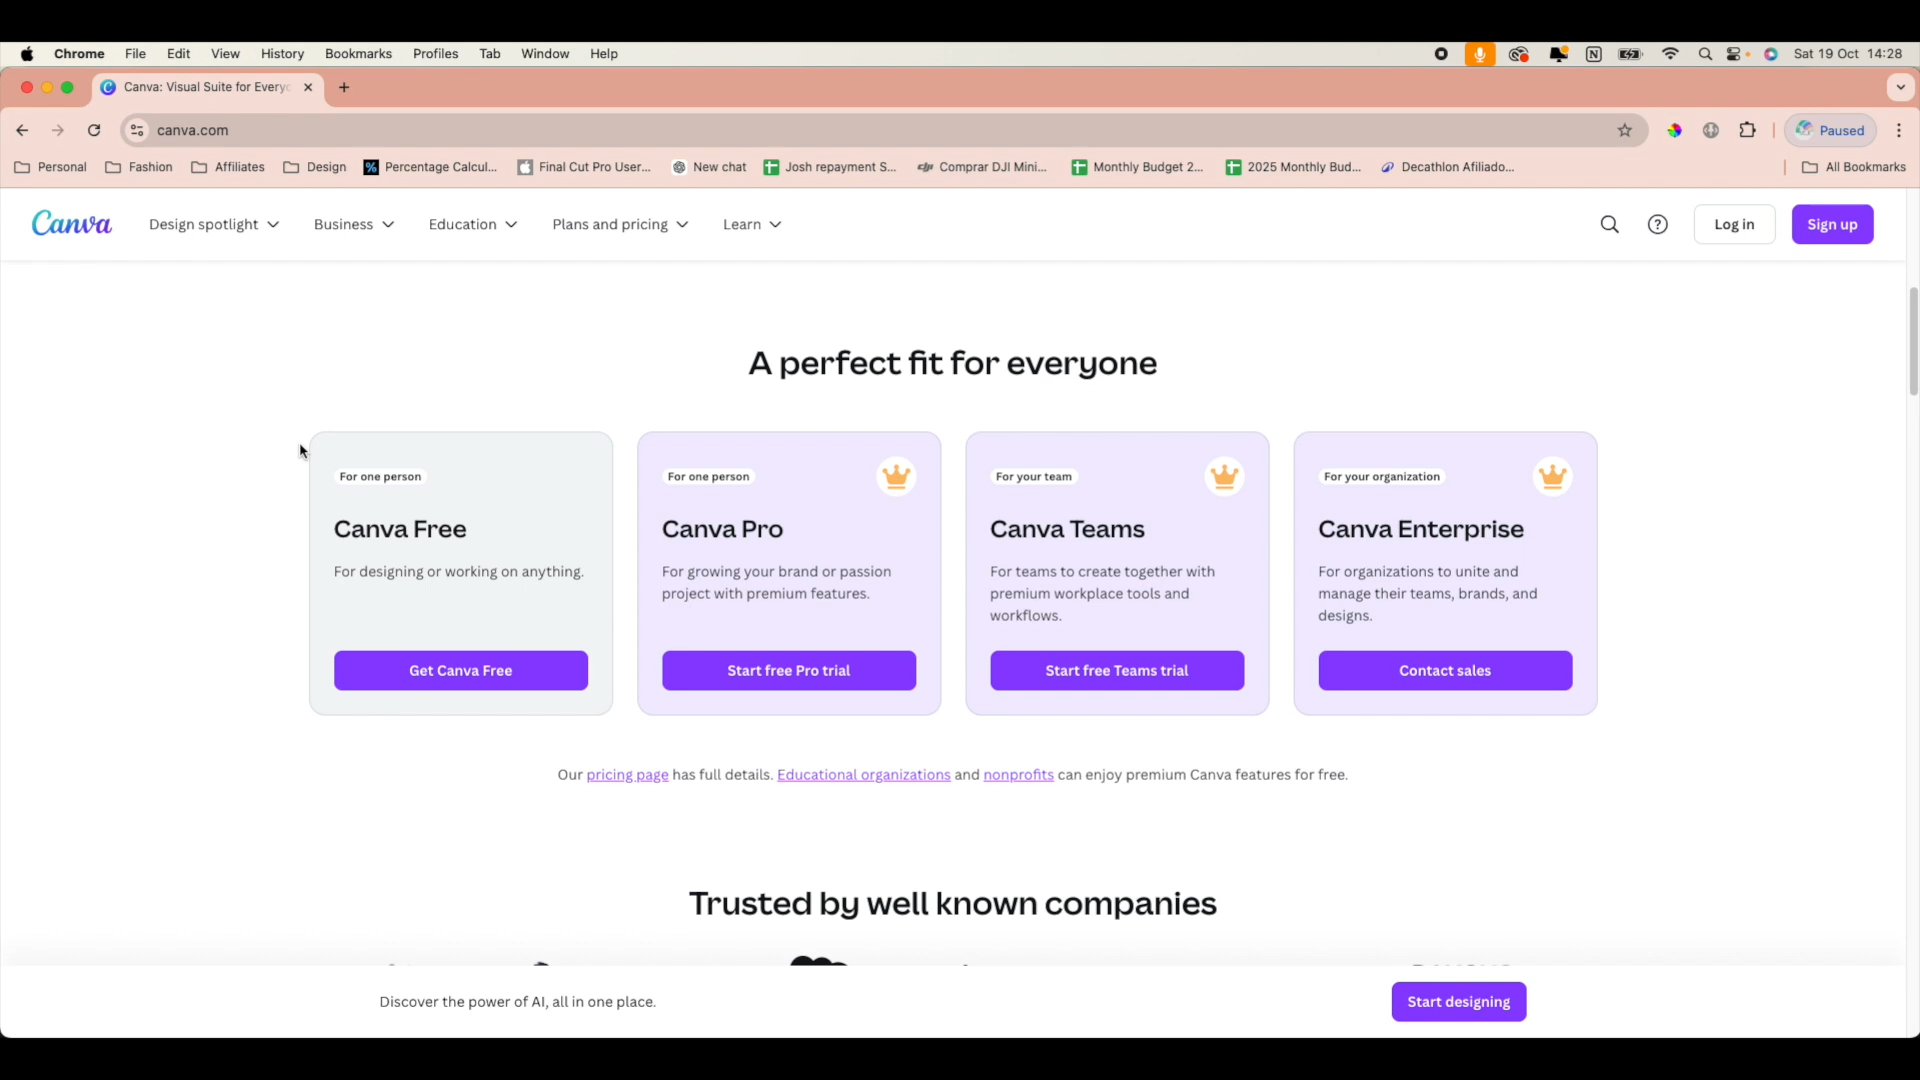 Chrome File Edit View History Bookmarks Profiles Tab Window Help Sat 19 Oct 14:28
Canva: Visual Suite for Every
canva.com Paused
Personal Fashion Affiliates Design Percentage Calcul... Final Cut Pro User... New chat Josh repayment S... Comprar DJI Mini... Monthly Budget 2... 2025 Monthly Bud... Decathlon Afiliado... All Bookmarks
Canva Design spotlight Business Education Plans and pricing Learn Log in Sign up
A perfect fit for everyone
For one person
Canva Free
For designing or working on anything.
Get Canva Free
For one person
Canva Pro
For growing your brand or passion
project with premium features.
Start free Pro trial
For your team
Canva Teams
For teams to create together with
premium workplace tools and
workflows.
Start free Teams trial
For your organization
Canva Enterprise
For organizations to unite and
manage their teams, brands, and
designs.
Contact sales
Our pricing page has full details. Educational organizations and nonprofits can enjoy premium Canva features for free.
Trusted by well known companies
Discover the power of AI, all in one place.
Start designing